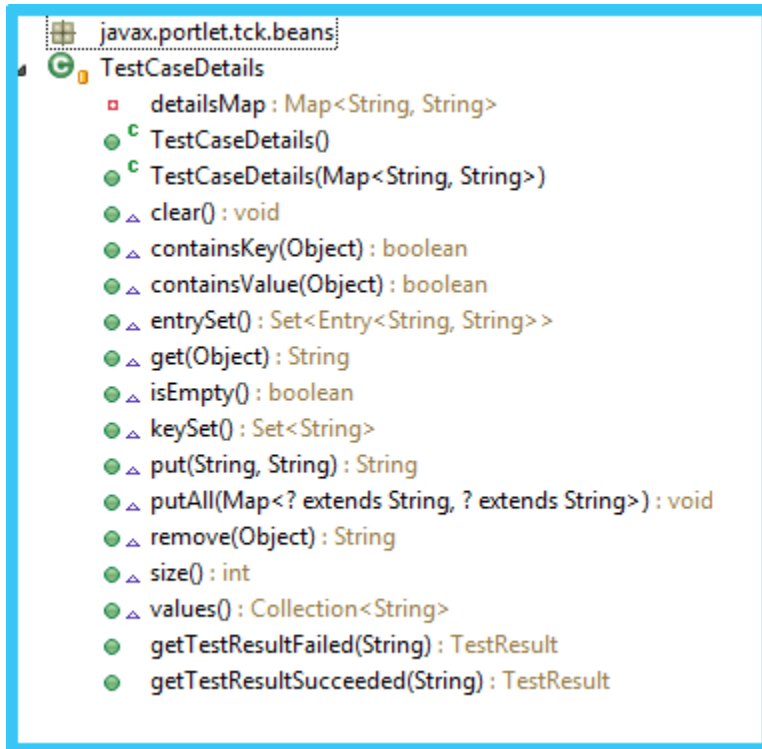 javax.portlet.tck.beans
TestCaseDetails
detailsMap : Map<String, String>
C TestCaseDetails()
C TestCaseDetails(Map<String, String>)
clear() : void
containsKey(Object) : boolean
containsValue(Object) : boolean
entrySet() : Set<Entry<String, String>>
get(Object) : String
isEmpty() : boolean
keySet() : Set<String>
put(String, String) : String
putAll(Map<? extends String, ? extends String>) : void
remove(Object) : String
size() : int
values() : Collection<String>
getTestResultFailed(String) : TestResult
getTestResultSucceeded(String) : TestResult